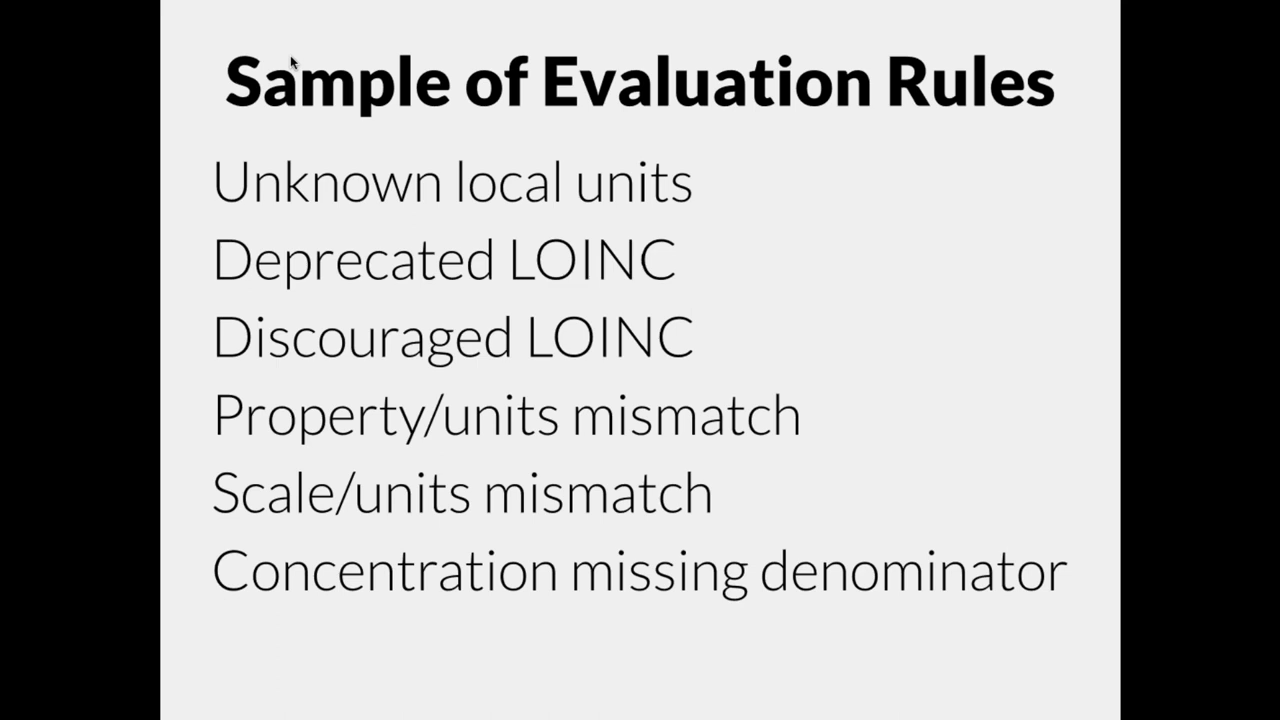 Sample of Evaluation Rules
Unknown local units
Deprecated LOINC
Discouraged LOINC
Property/units mismatch
Scale/units mismatch
Concentration missing denominator